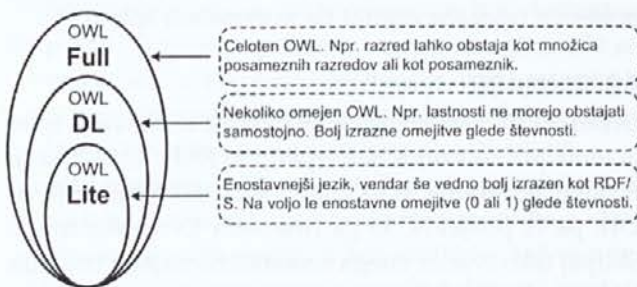 OWL
Full
OWL
DL
OWL
Lite
Celoten OWL. Npr. razred lahko obstaja kot množica
posameznih razredov ali kot posameznik.
Nekoliko omejen OWL. Npr. lastnosti ne morejo obstajati
samostojno. Bolj izrazne omejitve glede števnosti.
Enostavnejši jezik, vendar še vedno bolj izrazen kot RDF/
S. Na voljo le enostavne omejitve (0 ali 1) glede števnosti.